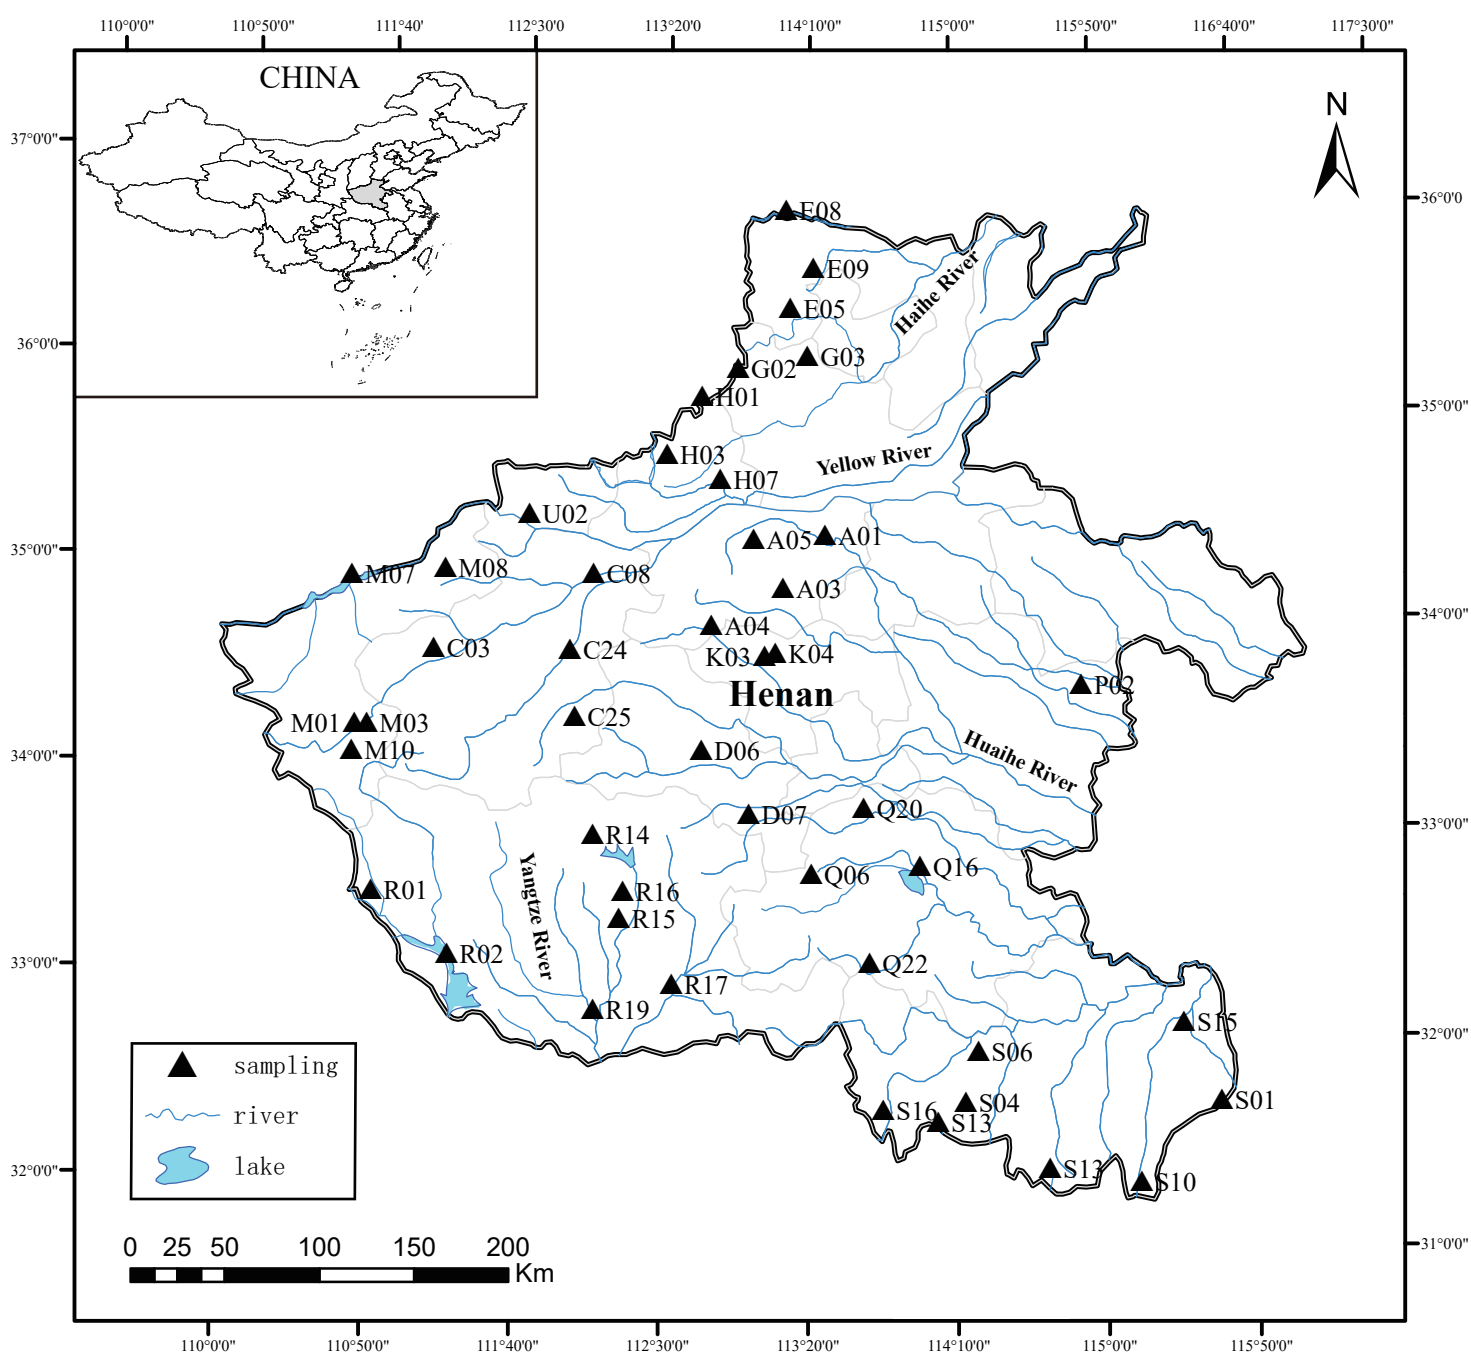 110°0'0" 110°50'0" 111°40'0" 112°30'0" 113°20'0" 114°0'0" 115°0'0" 115°50'0" 116°40'0" 117°30'0"
CHINA
N
37°0'0"
36°0'0"
E08
E09
Haihe River
E05
36°0'0"
G03
G02
H01
35°0'0"
H03
Yellow River
H07
U02
A01
A05
35°0'0"
M08
M07
C08
A03
34°0'0"
A04
C03
C24
K03
K04
P02
Henan
C25
M01
M03
M10
D06
34°0'0"
Huaihe River
Q20
D07
33°0'0"
R14
Yangtze River
Q16
Q06
R01
R16
R15
R02
33°0'0"
Q22
R17
R19
S15
32°0'0"
S06
S01
S04
S16
S13
S13
S10
32°0'0"
31°0'0"
sampling
river
lake
0 25 50 100 150 200
Km
110°0'0" 110°50'0" 111°40'0" 112°30'0" 113°20'0" 114°10'0" 115°0'0" 115°50'0"